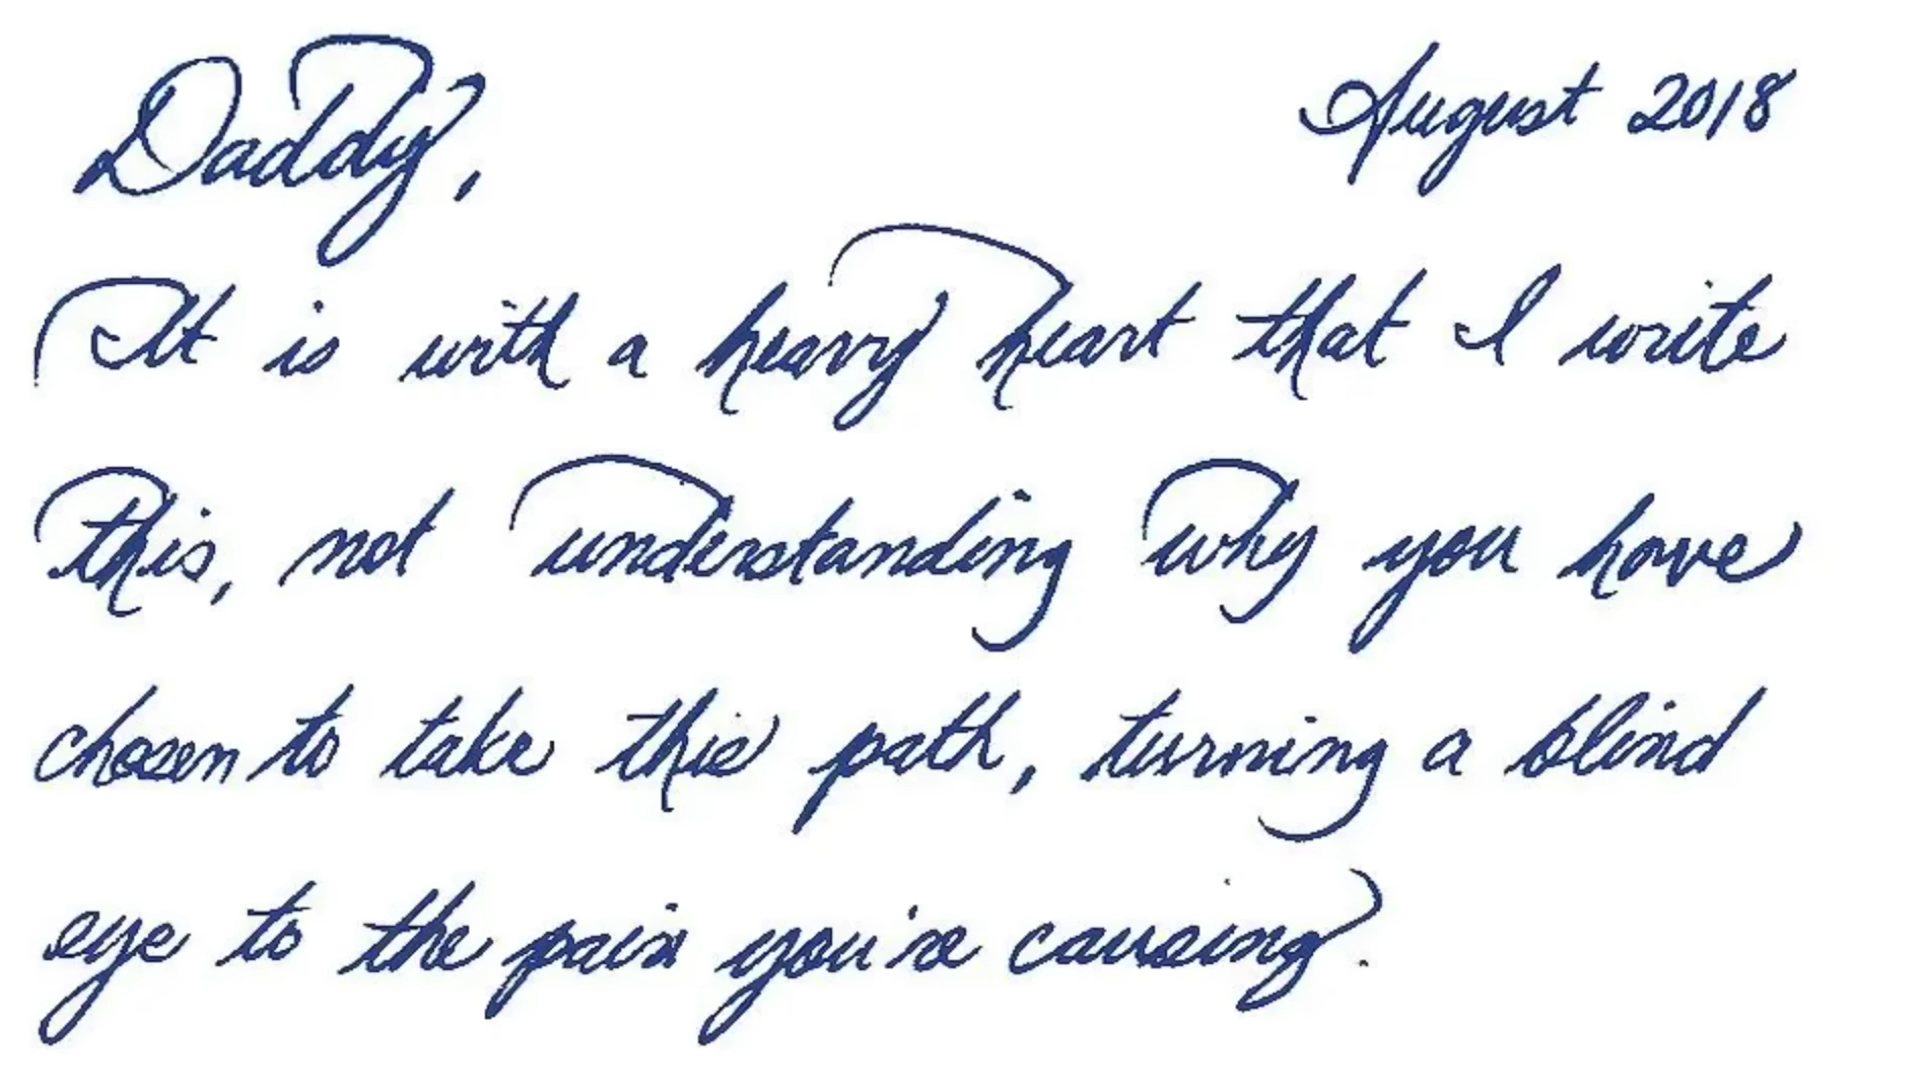 Daddy, August 2018
It is with a heavy heart that I write
this, not understanding why you have
chosen to take this path, turning a blind
eye to the pain you're causing.